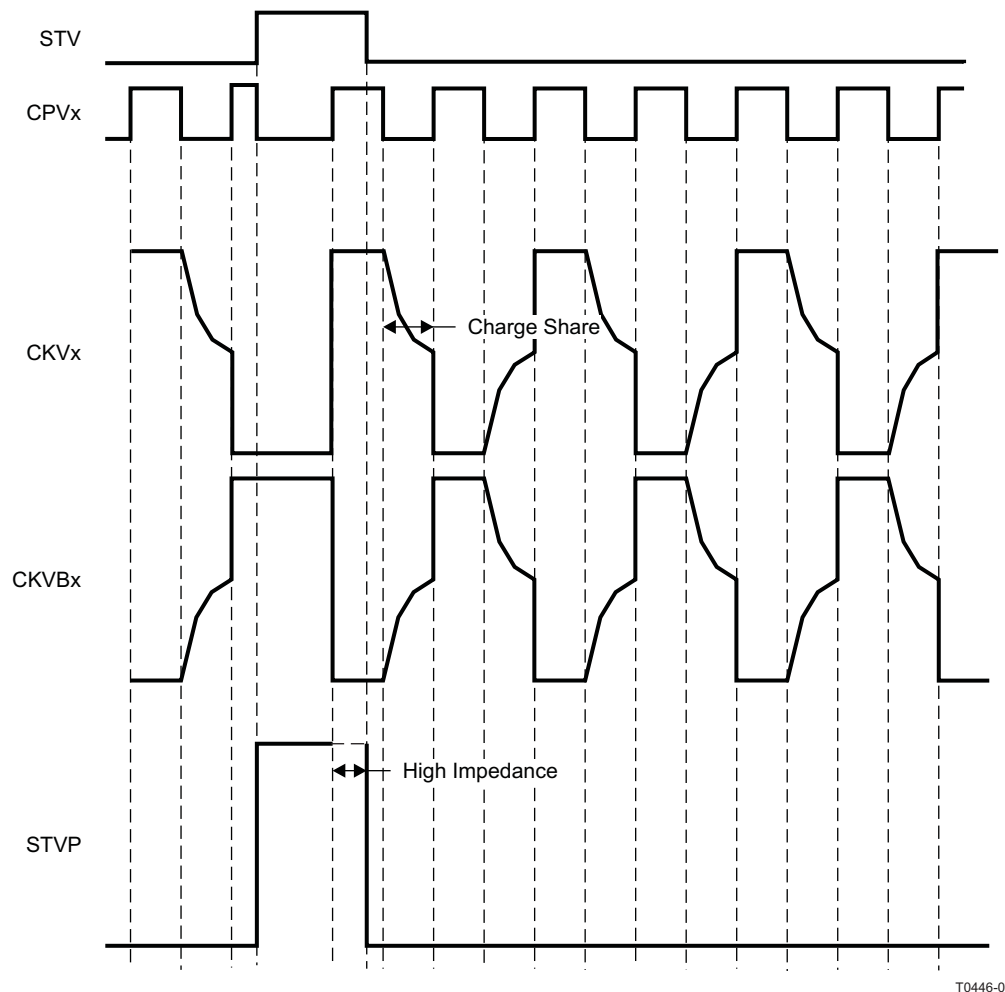 STV
CPVx
Charge Share
CKVx
CKVBx
High Impedance
STVP
T0446-0